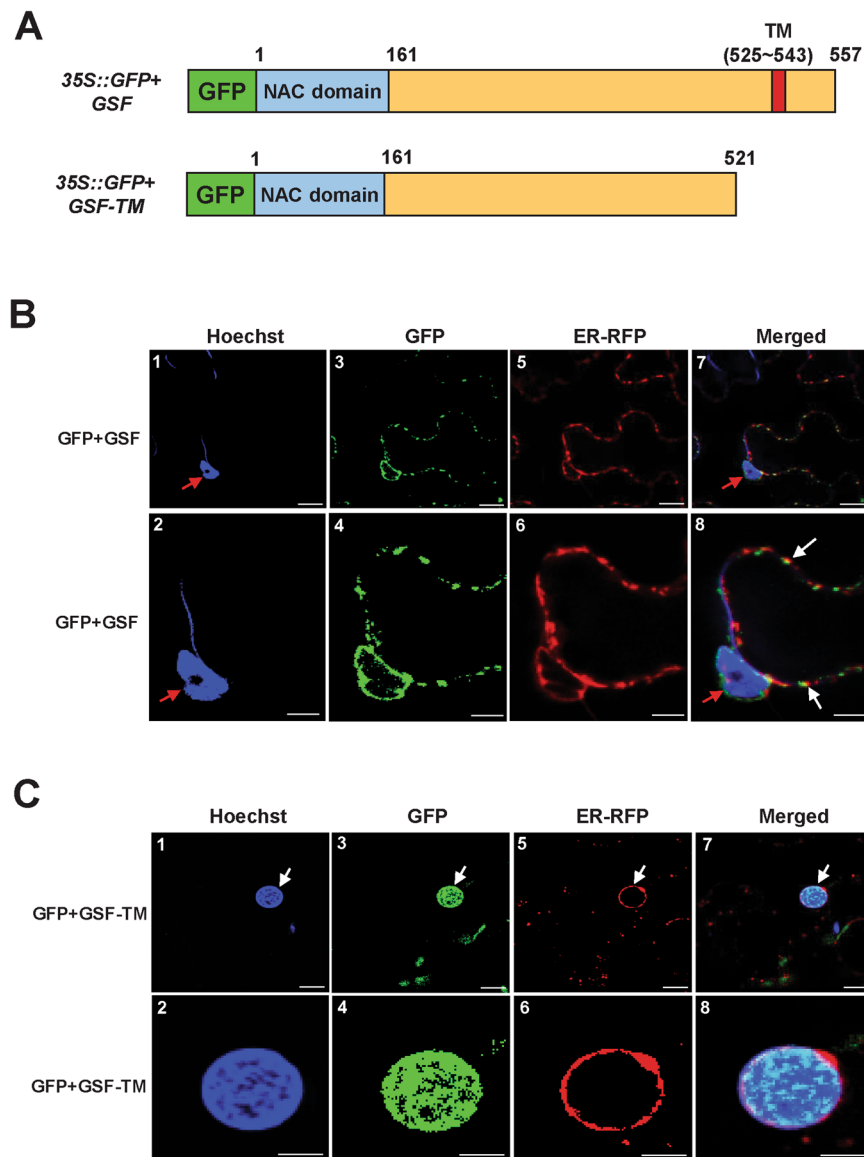 A
TM
1 161 (525~543) 557
35S::GFP+
GSF
GFP NAC domain
1 161 521
35S::GFP+
GSF-TM
GFP NAC domain
B
Hoechst GFP ER-RFP Merged
1 3 5 7
GFP+GSF
2 4 6 8
GFP+GSF
C
Hoechst GFP ER-RFP Merged
1 3 5 7
GFP+GSF-TM
2 4 6 8
GFP+GSF-TM